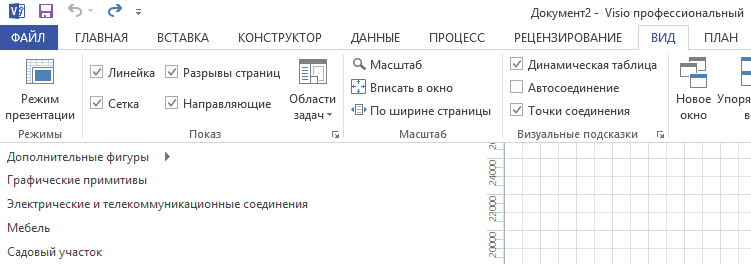 Документ2 - Visio профессиональный
ФАЙЛ ГЛАВНАЯ ВСТАВКА КОНСТРУКТОР ДАННЫЕ ПРОЦЕСС РЕЦЕНЗИРОВАНИЕ ВИД ПЛАН
Режим презентации
Режимы
Линейка Разрывы страниц
Сетка Направляющие
Области задач
Показ
Масштаб
Вписать в окно
По ширине страницы
Масштаб
Динамическая таблица
Автосоединение
Точки соединения
Визуальные подсказки
Новое окно
Дополнительные фигуры
Графические примитивы
Электрические и телекоммуникационные соединения
Мебель
Садовый участок
24000
22000
20000